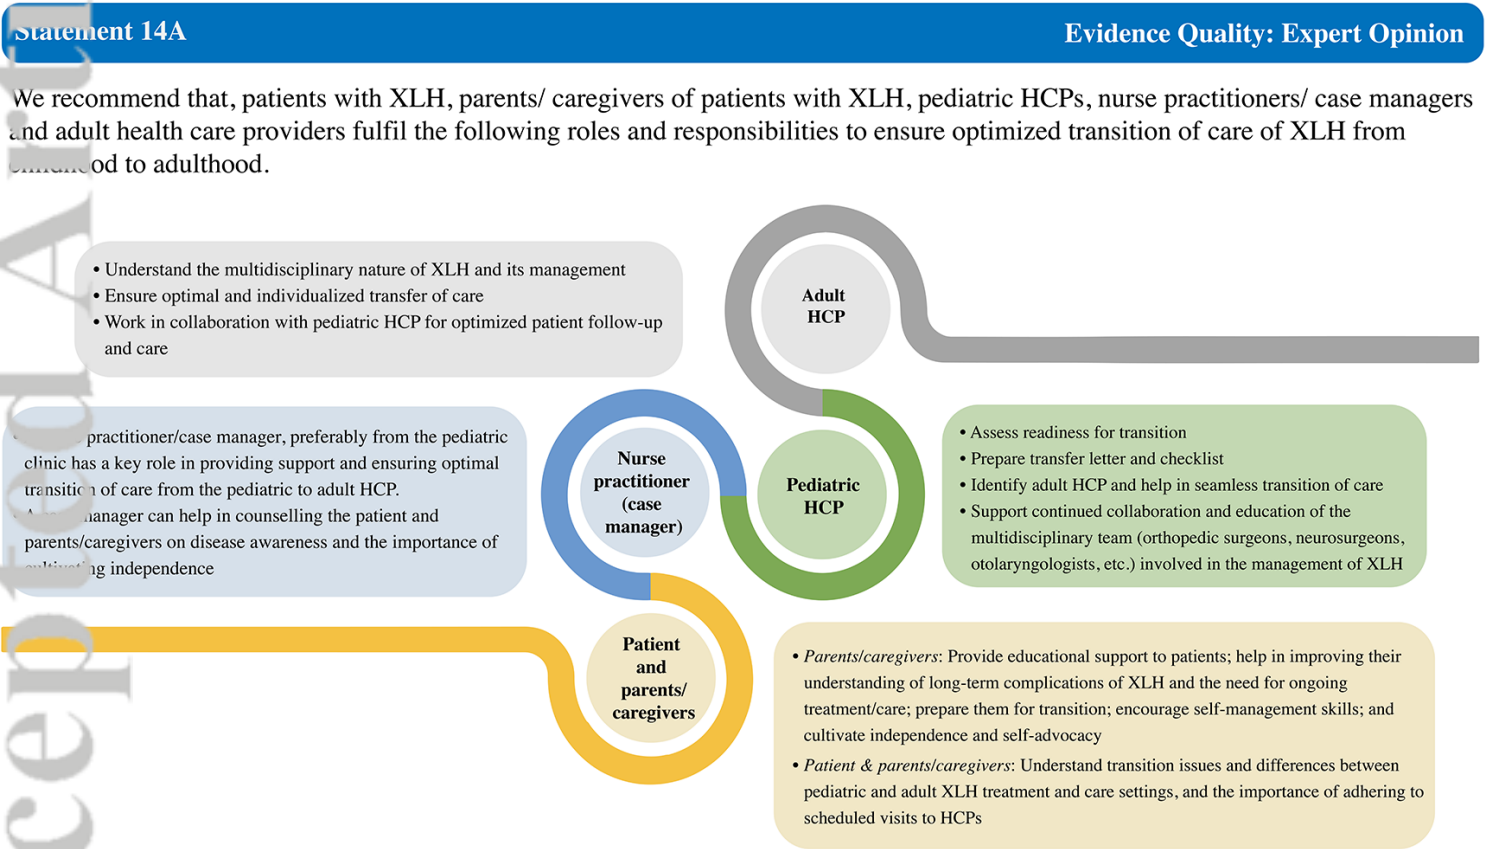 Statement 14A
Evidence Quality: Expert Opinion
We recommend that, patients with XLH, parents/ caregivers of patients with XLH, pediatric HCPs, nurse practitioners/ case managers
and adult health care providers fulfil the following roles and responsibilities to ensure optimized transition of care of XLH from
childhood to adulthood.
• Understand the multidisciplinary nature of XLH and its management
• Ensure optimal and individualized transfer of care
• Work in collaboration with pediatric HCP for optimized patient follow-up
and care
Adult
HCP
practitioner/case manager, preferably from the pediatric
clinic has a key role in providing support and ensuring optimal
transition of care from the pediatric to adult HCP.
manager can help in counselling the patient and
parents/caregivers on disease awareness and the importance of
cultivating independence
Nurse
practitioner
(case
manager)
Pediatric
HCP
• Assess readiness for transition
• Prepare transfer letter and checklist
• Identify adult HCP and help in seamless transition of care
• Support continued collaboration and education of the
multidisciplinary team (orthopedic surgeons, neurosurgeons,
otolaryngologists, etc.) involved in the management of XLH
Patient
and
parents/
caregivers
• Parents/caregivers: Provide educational support to patients; help in improving their
understanding of long-term complications of XLH and the need for ongoing
treatment/care; prepare them for transition; encourage self-management skills; and
cultivate independence and self-advocacy
• Patient & parents/caregivers: Understand transition issues and differences between
pediatric and adult XLH treatment and care settings, and the importance of adhering to
scheduled visits to HCPs
cepted Arti